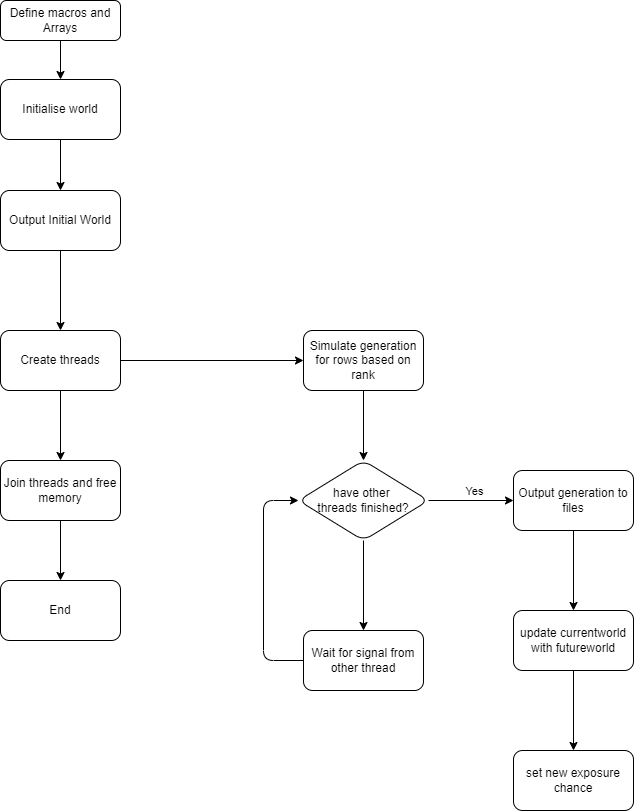 Define macros and
Arrays
Initialise world
Output Initial World
Create threads
Simulate generation
for rows based on
rank
Join threads and free
memory
have other
threads finished?
Yes
Output generation to
files
End
Wait for signal from
other thread
update currentworld
with futureworld
set new exposure
chance